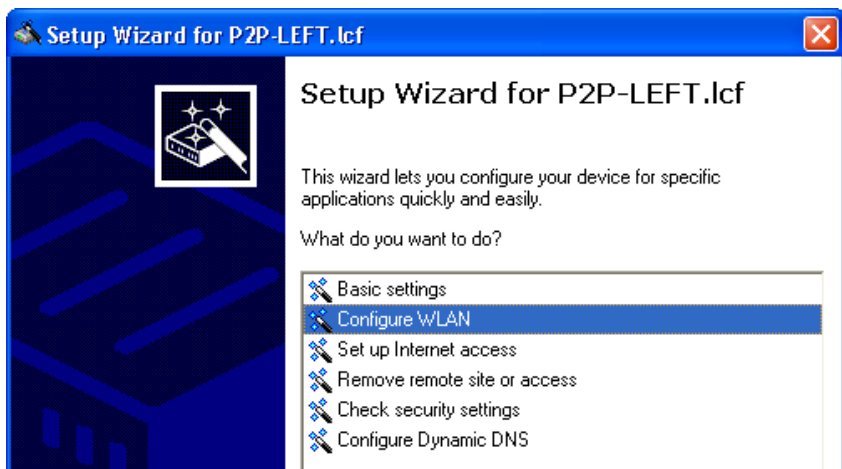 Setup Wizard for P2P-LEFT.lcf
Setup Wizard for P2P-LEFT.lcf
This wizard lets you configure your device for specific
applications quickly and easily.
What do you want to do?
Basic settings
Configure WLAN
Set up Internet access
Remove remote site or access
Check security settings
Configure Dynamic DNS